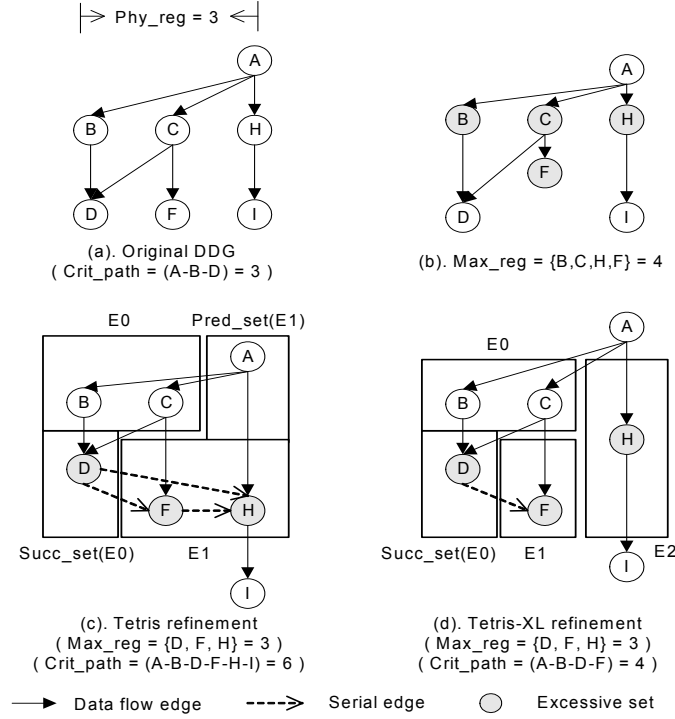 Phy_reg = 3
A
B
C
H
D
F
I
(a). Original DDG
( Crit_path = (A-B-D) = 3 )
A
B
C
H
F
D
I
(b). Max_reg = {B,C,H,F} = 4
E0
Pred_set(E1)
A
B
C
D
F
H
Succ_set(E0)
E1
I
(c). Tetris refinement
( Max_reg = {D, F, H} = 3 )
( Crit_path = (A-B-D-F-H-I) = 6 )
A
E0
B
C
H
D
F
Succ_set(E0)
E1
E2
I
(d). Tetris-XL refinement
( Max_reg = {D, F, H} = 3 )
( Crit_path = (A-B-D-F) = 4 )
Data flow edge
Serial edge
Excessive set